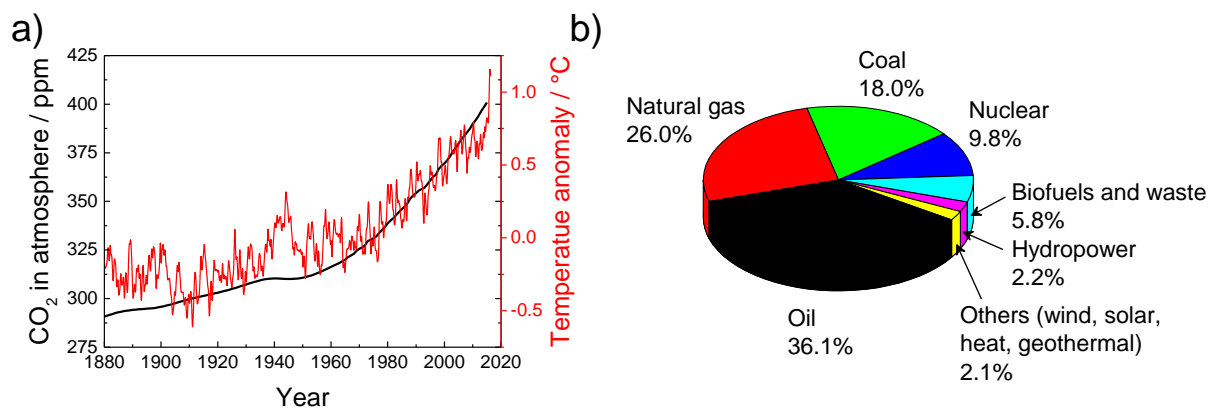 a)
CO2 in atmosphere / ppm
425
400
375
350
325
300
275
1880
1900
1920
1940
1960
1980
2000
2020
Year
1.0
0.5
0.0
-0.5
Temperature anomaly / °C
b)
Coal
18.0%
Natural gas
26.0%
Nuclear
9.8%
Biofuels and waste
5.8%
Hydropower
2.2%
Others (wind, solar,
heat, geothermal)
2.1%
Oil
36.1%